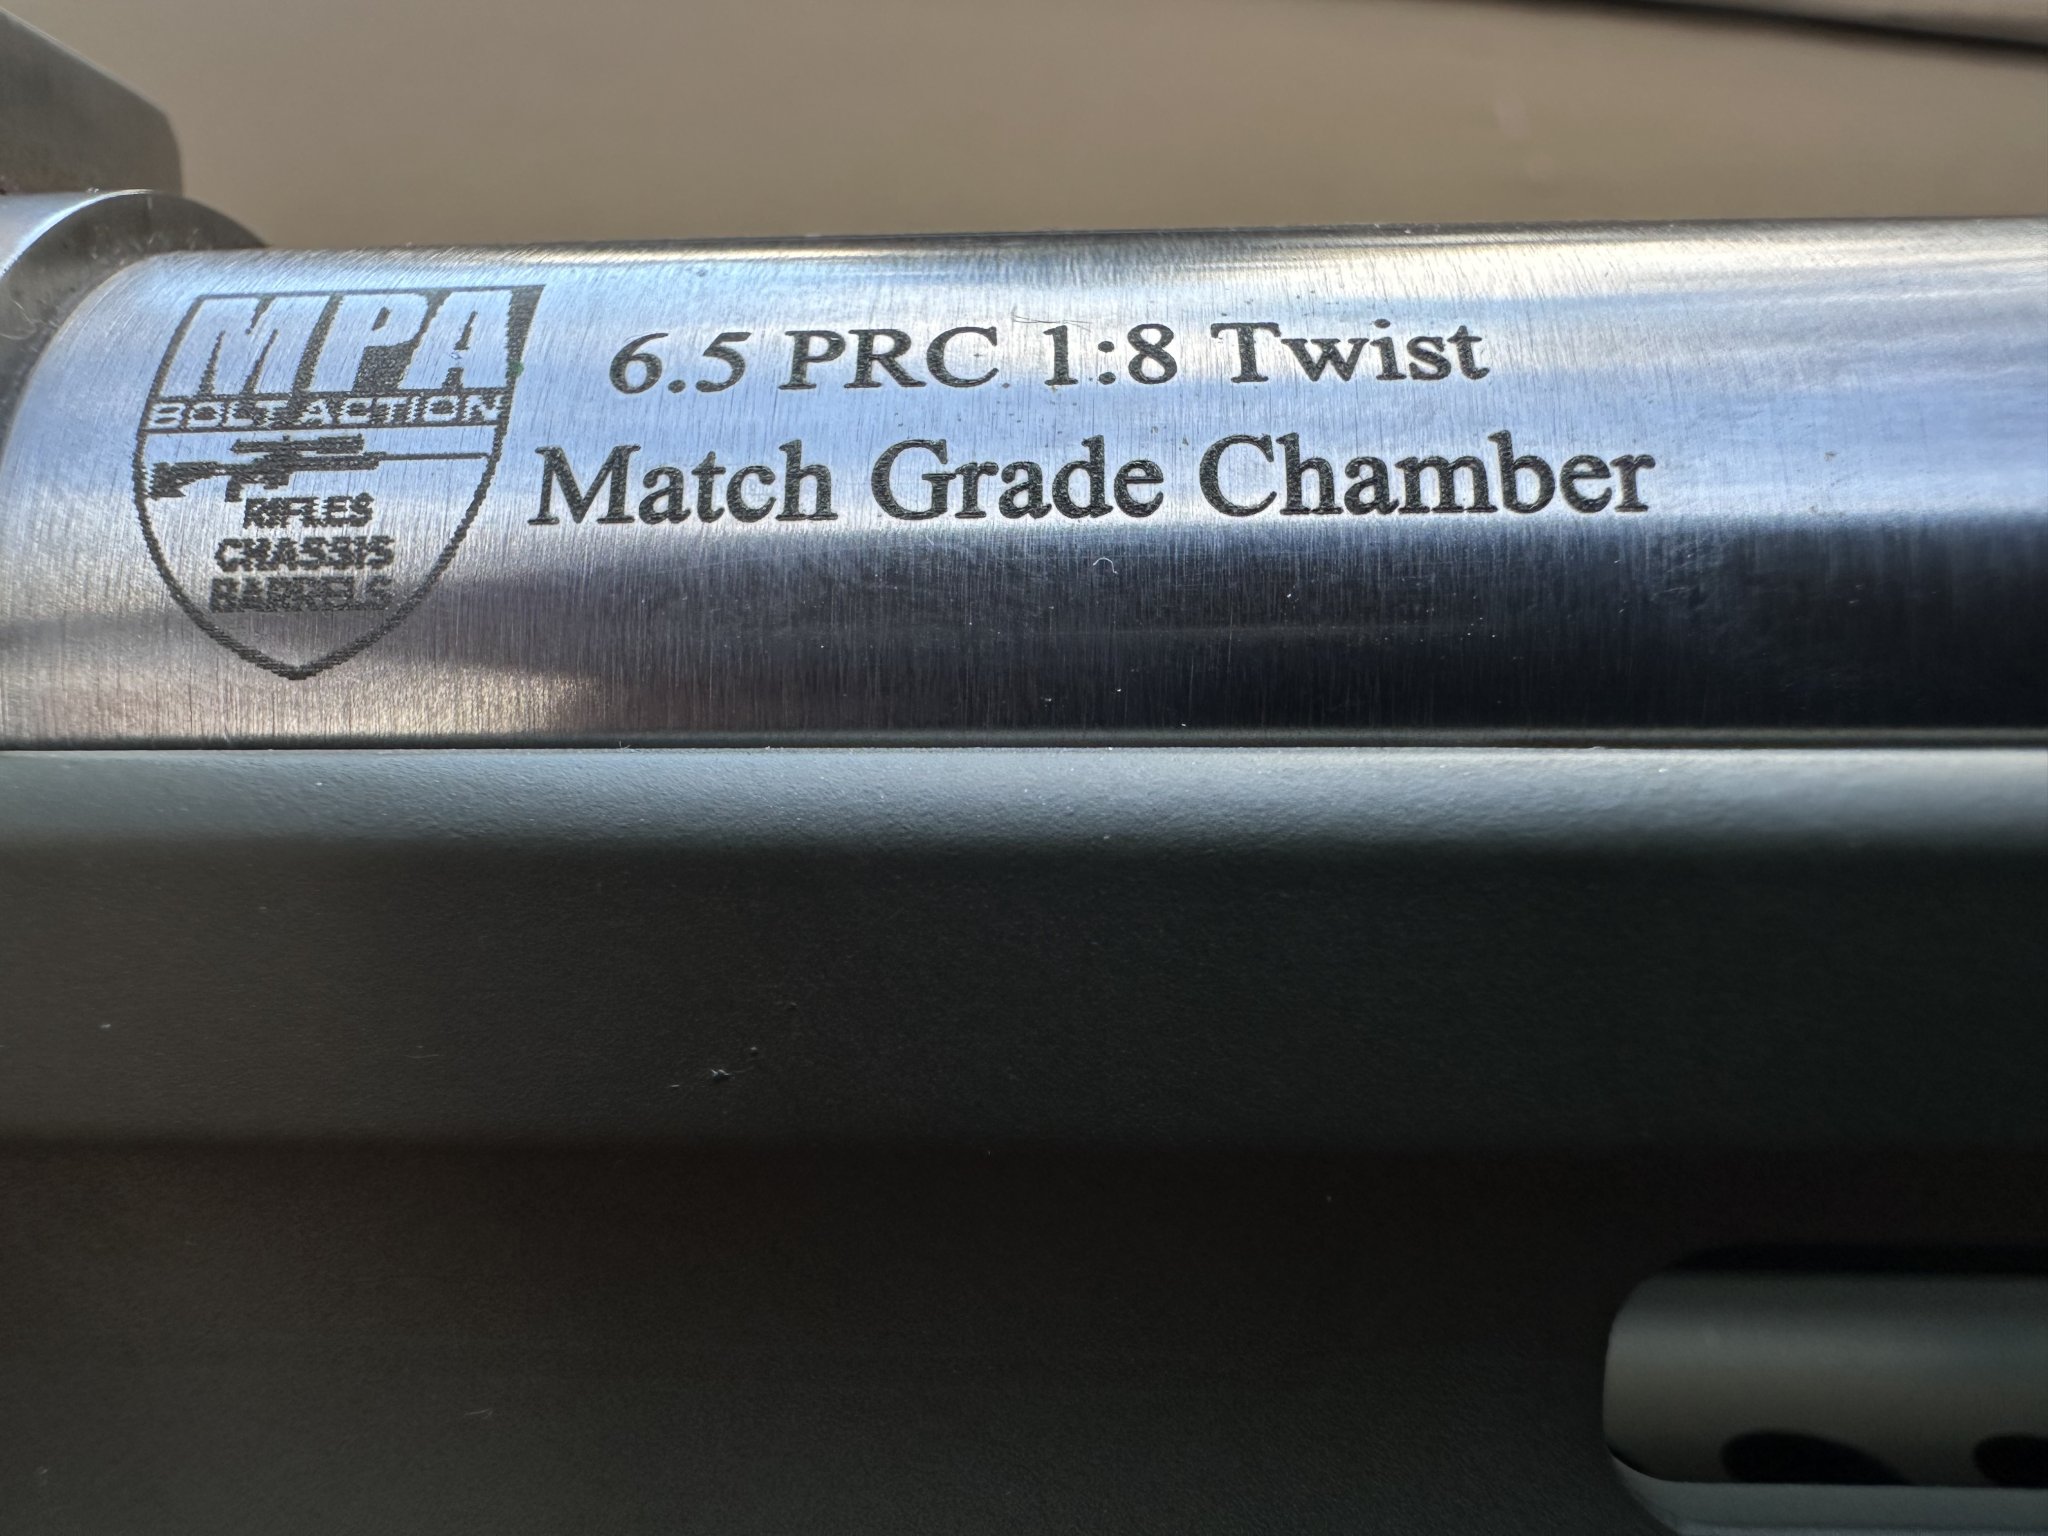 MPA
BOLT ACTION
RIFLES
CHASSIS
BARRELS
6.5 PRC 1:8 Twist
Match Grade Chamber